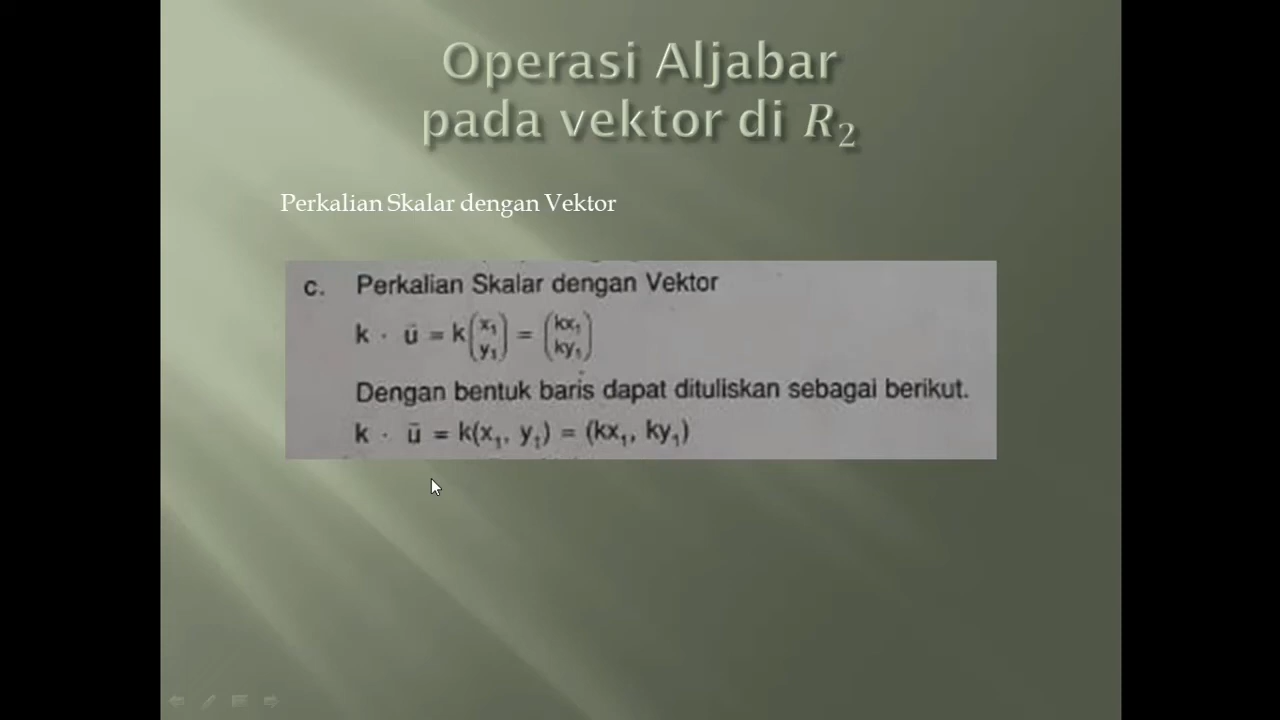 Operasi Aljabar
pada vektor di R₂
Perkalian Skalar dengan Vektor
c. Perkalian Skalar dengan Vektor
k · ū = k(x₁ y₁) = (kx₁ ky₁)
Dengan bentuk baris dapat dituliskan sebagai berikut.
k · ū = k(x₁, y₁) = (kx₁, ky₁)